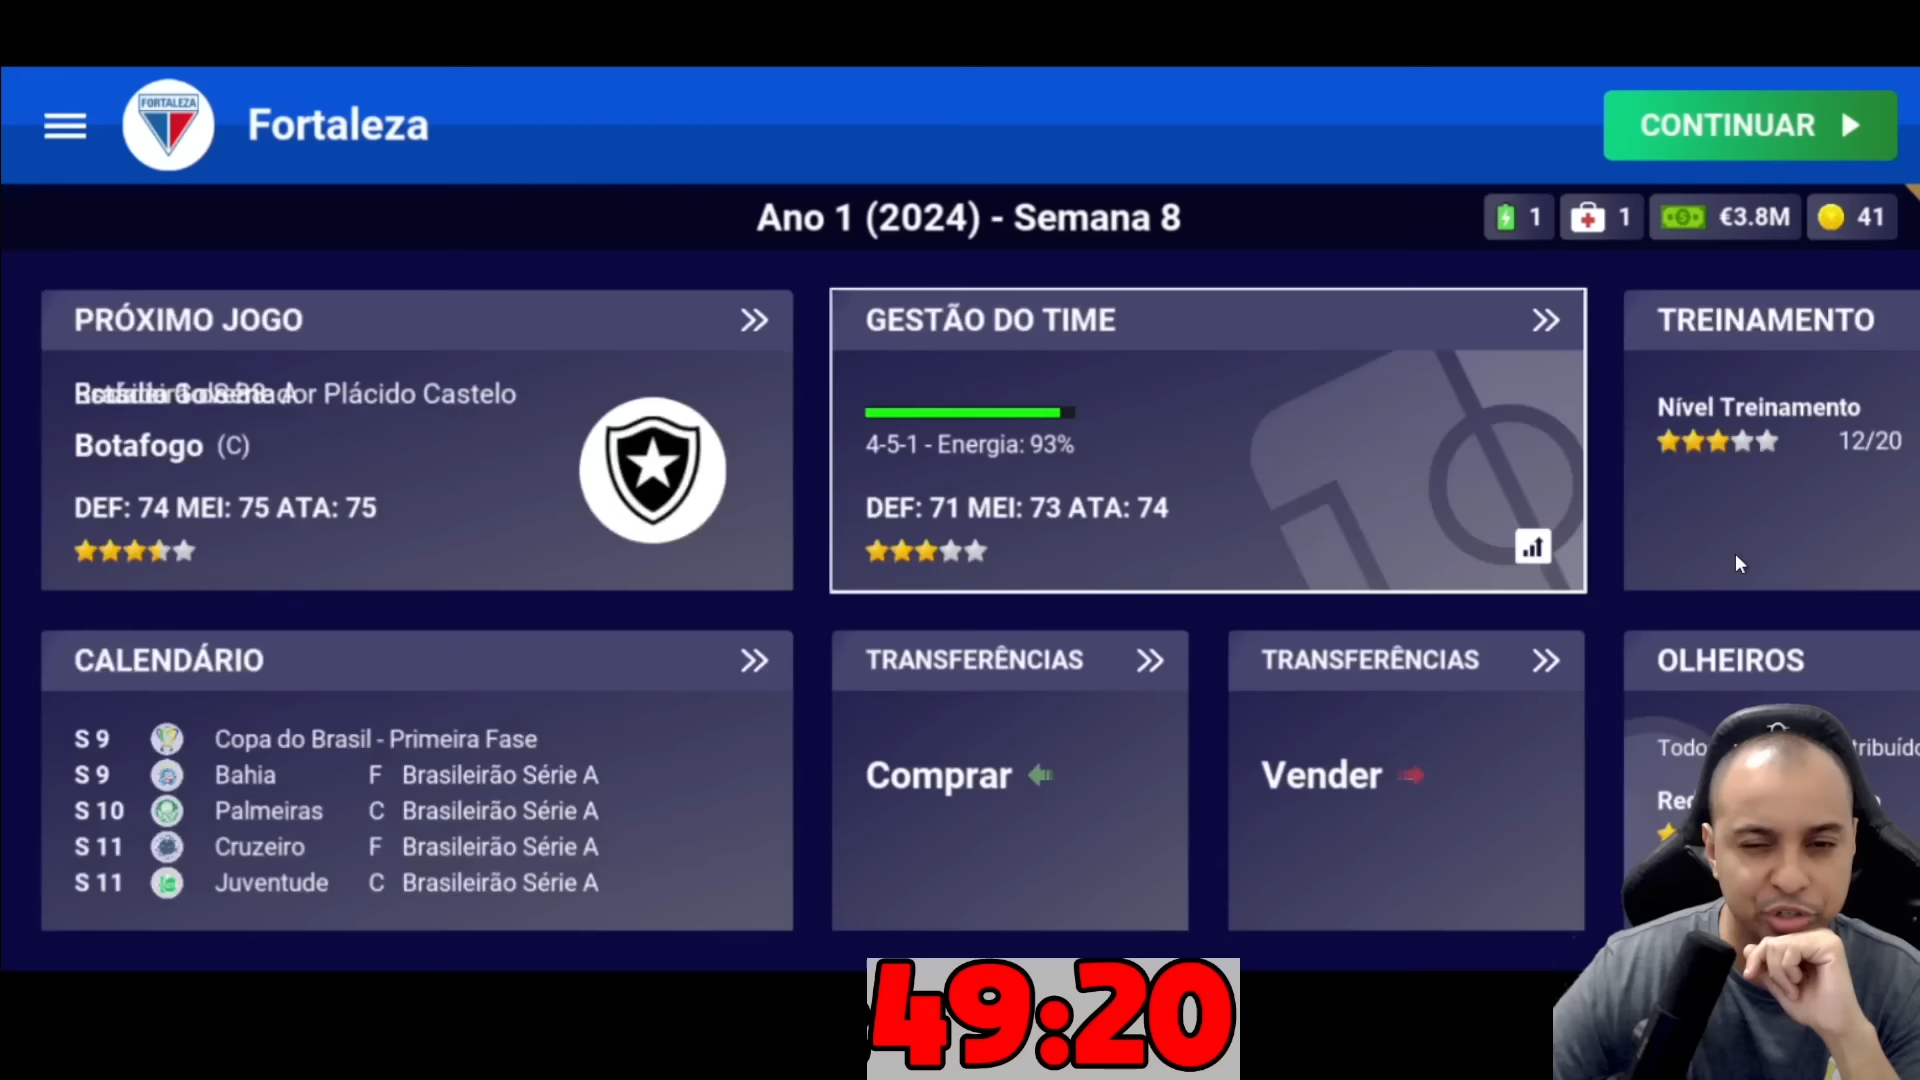 FORTALEZA
Fortaleza
CONTINUAR
Ano 1 (2024) - Semana 8
1
1
€3.8M
41
PRÓXIMO JOGO
Plácido Castelo
Botafogo (C)
DEF: 74 MEI: 75 ATA: 75
GESTÃO DO TIME
4-5-1 - Energia: 93%
DEF: 71 MEI: 73 ATA: 74
TREINAMENTO
Nível Treinamento
12/20
CALENDÁRIO
S 9 Copa do Brasil - Primeira Fase
S 9 Bahia F Brasileirão Série A
S 10 Palmeiras C Brasileirão Série A
S 11 Cruzeiro F Brasileirão Série A
S 11 Juventude C Brasileirão Série A
TRANSFERÊNCIAS
Comprar
TRANSFERÊNCIAS
Vender
OLHEIROS
49:20